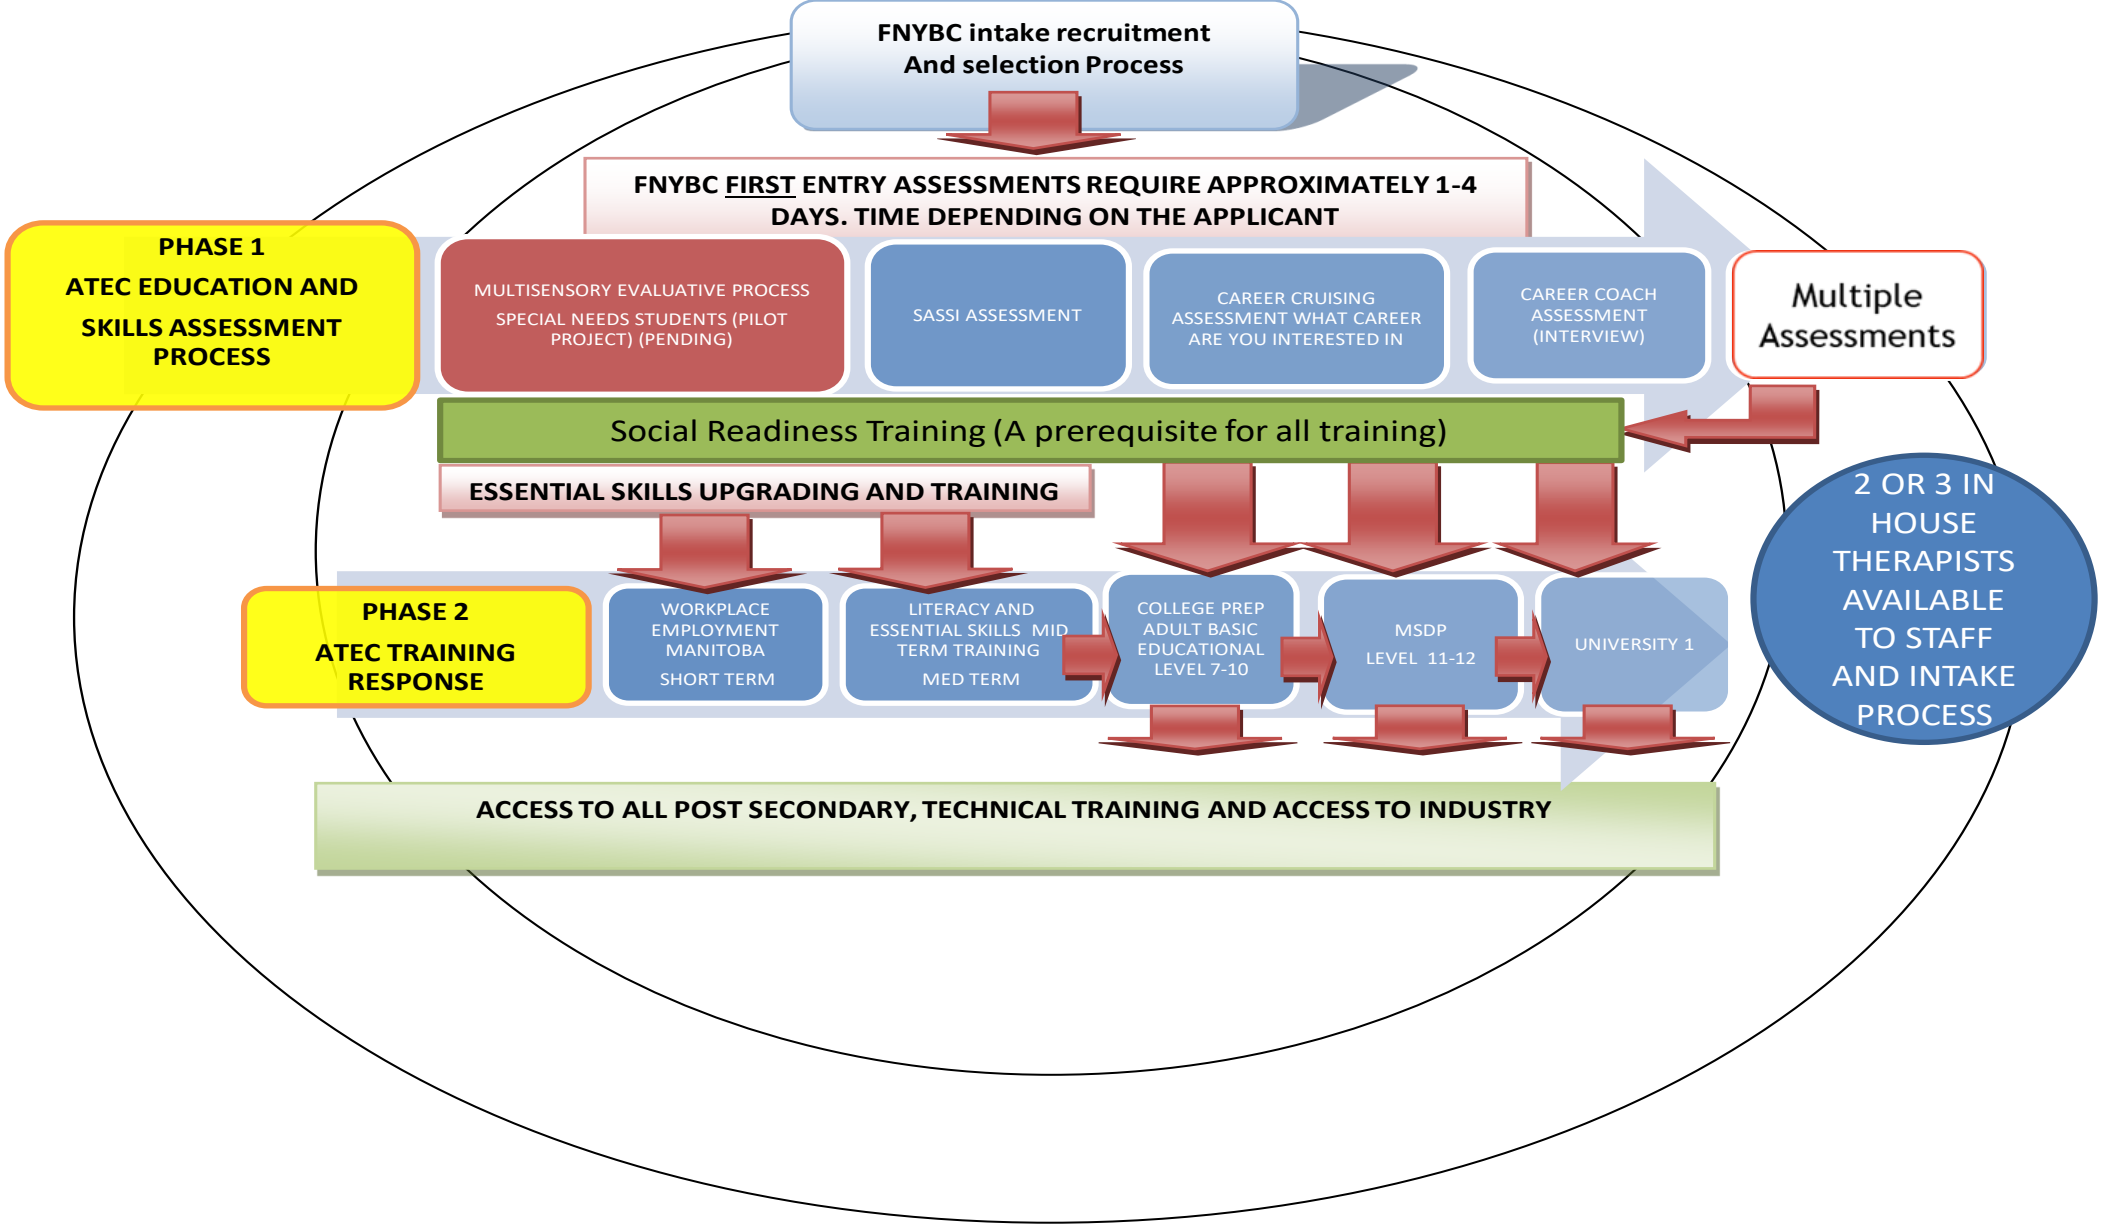 FNYBC intake recruitment
And selection Process
FNYBC FIRST ENTRY ASSESSMENTS REQUIRE APPROXIMATELY 1-4
DAYS. TIME DEPENDING ON THE APPLICANT
PHASE 1
ATEC EDUCATION AND
SKILLS ASSESSMENT
PROCESS
MULTISENSORY EVALUATIVE PROCESS
SPECIAL NEEDS STUDENTS (PILOT
PROJECT) (PENDING)
SASSI ASSESSMENT
CAREER CRUISING
ASSESSMENT WHAT CAREER
ARE YOU INTERESTED IN
CAREER COACH
ASSESSMENT
(INTERVIEW)
Multiple
Assessments
Social Readiness Training (A prerequisite for all training)
ESSENTIAL SKILLS UPGRADING AND TRAINING
PHASE 2
ATEC TRAINING
RESPONSE
WORKPLACE
EMPLOYMENT
MANITOBA
SHORT TERM
LITERACY AND
ESSENTIAL SKILLS MID
TERM TRAINING
MED TERM
COLLEGE PREP
ADULT BASIC
EDUCATIONAL
LEVEL 7-10
MSDP
LEVEL 11-12
UNIVERSITY 1
2 OR 3 IN
HOUSE
THERAPISTS
AVAILABLE
TO STAFF
AND INTAKE
PROCESS
ACCESS TO ALL POST SECONDARY, TECHNICAL TRAINING AND ACCESS TO INDUSTRY